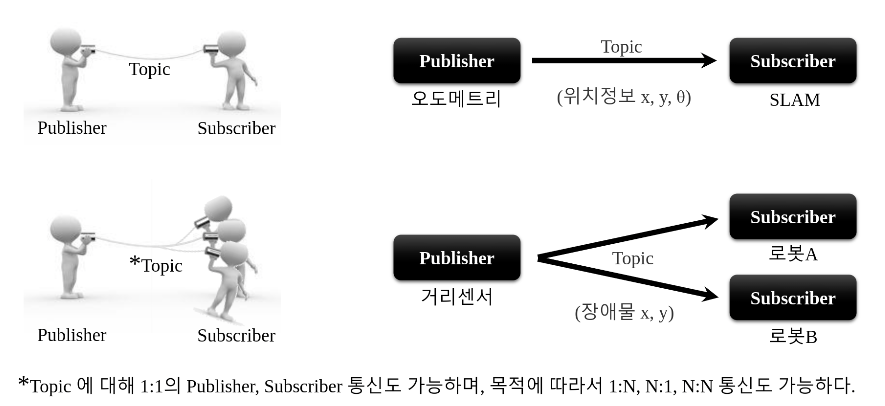 Topic
Publisher
Subscriber
Publisher
Topic
Subscriber
오도메트리
(위치정보 x, y, θ)
SLAM
*Topic
Publisher
Subscriber
Publisher
거리센서
Topic
(장애물 x, y)
Subscriber
로봇A
Subscriber
로봇B
*Topic 에 대해 1:1의 Publisher, Subscriber 통신도 가능하며, 목적에 따라서 1:N, N:1, N:N 통신도 가능하다.